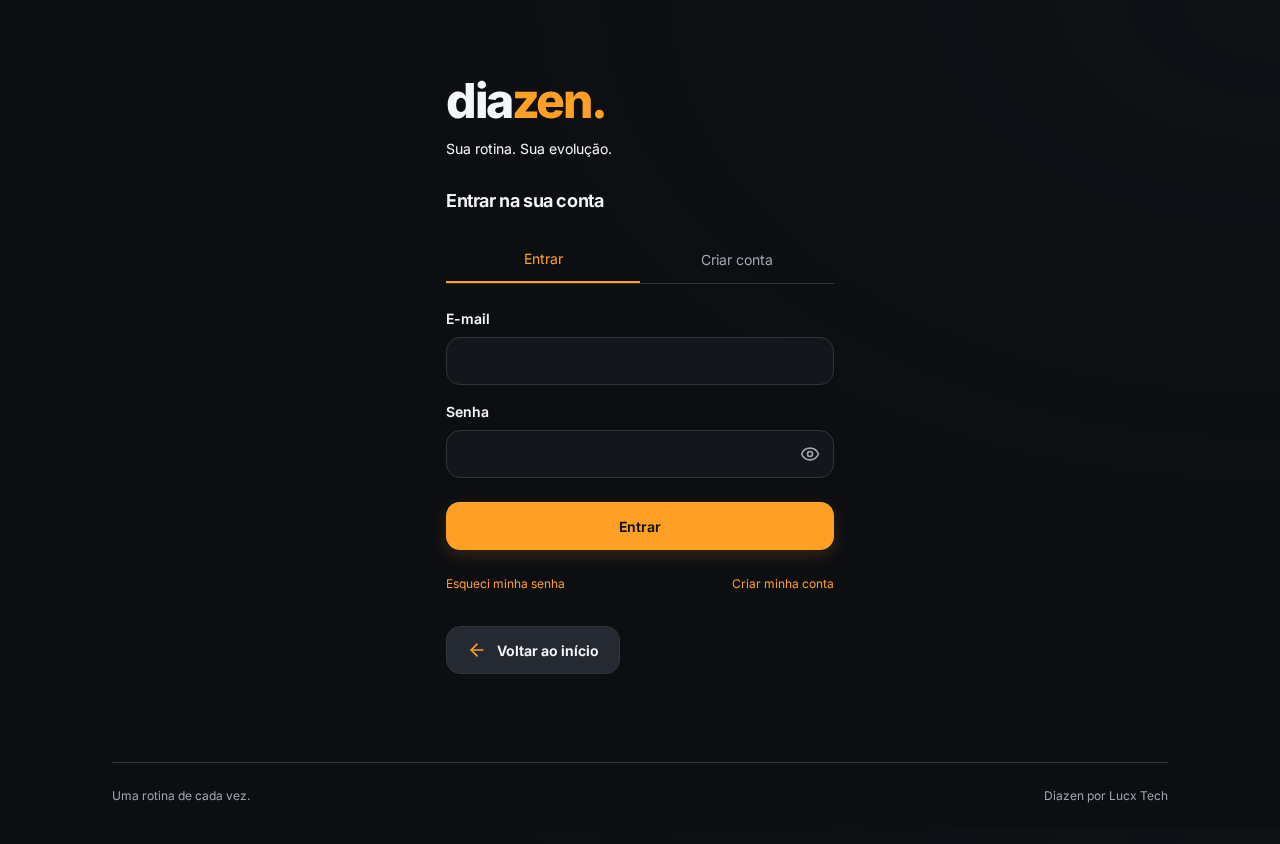 diazen.
Sua rotina. Sua evolução.
Entrar na sua conta
Entrar
Criar conta
E-mail
Senha
Entrar
Esqueci minha senha
Criar minha conta
Voltar ao início
Uma rotina de cada vez.
Diazen por Lucx Tech